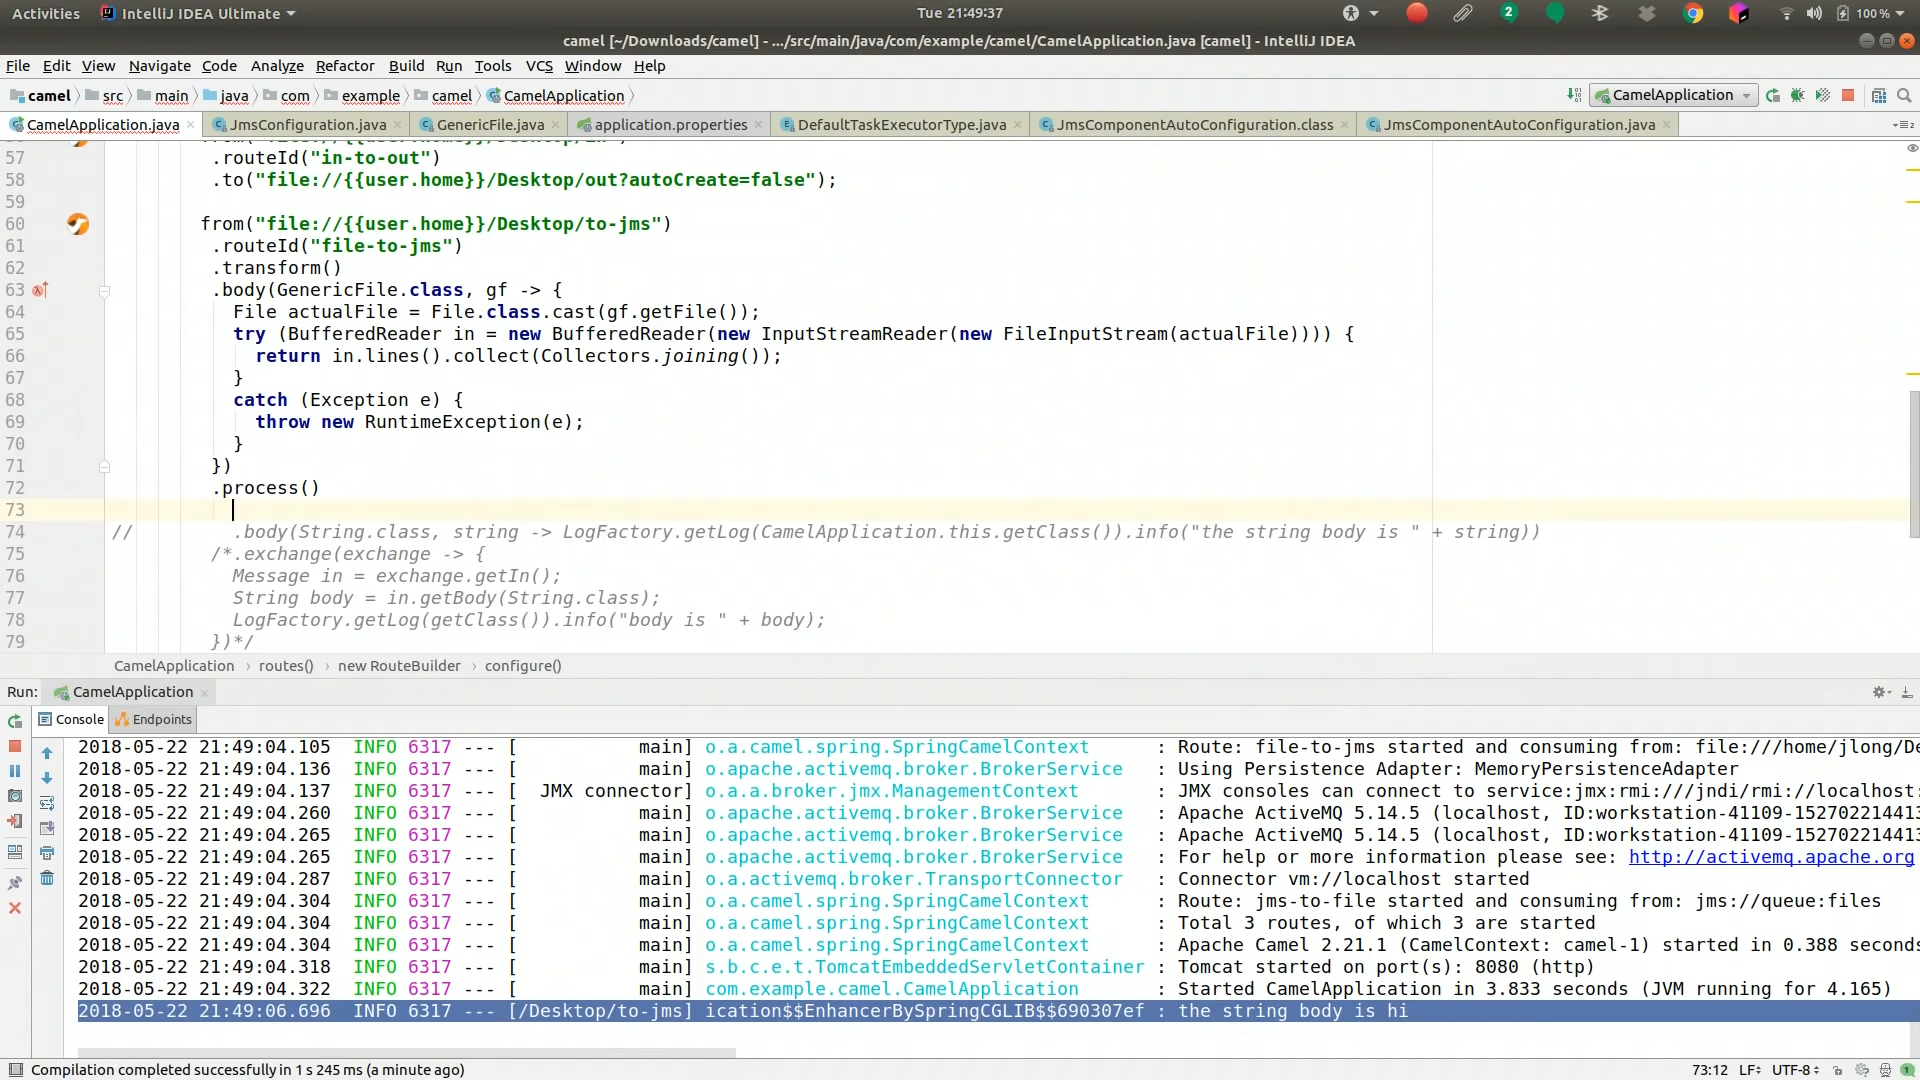 Activities IntelliJ IDEA Ultimate Tue 21:49:37 2 100 %
camel [~/Downloads/camel] - .../src/main/java/com/example/camel/CamelApplication.java [camel] - IntelliJ IDEA
File Edit View Navigate Code Analyze Refactor Build Run Tools VCS Window Help
camel src main java com example camel CamelApplication CamelApplication
CamelApplication.java JmsConfiguration.java GenericFile.java application.properties DefaultTaskExecutorType.java JmsComponentAutoConfiguration.class JmsComponentAutoConfiguration.java
57 .routeId("in-to-out")
58 .to("file://{{user.home}}/Desktop/out?autoCreate=false");
59
60 from("file://{{user.home}}/Desktop/to-jms")
61 .routeId("file-to-jms")
62 .transform()
63 .body(GenericFile.class, gf -> {
64 File actualFile = File.class.cast(gf.getFile());
65 try (BufferedReader in = new BufferedReader(new InputStreamReader(new FileInputStream(actualFile)))) {
66 return in.lines().collect(Collectors.joining());
67 }
68 catch (Exception e) {
69 throw new RuntimeException(e);
70 }
71 })
72 .process()
73
74 // .body(String.class, string -> LogFactory.getLog(CamelApplication.this.getClass()).info("the string body is " + string))
75 /*.exchange(exchange -> {
76 Message in = exchange.getIn();
77 String body = in.getBody(String.class);
78 LogFactory.getLog(getClass()).info("body is " + body);
79 })*/
CamelApplication › routes() › new RouteBuilder › configure()
Run: CamelApplication
Console Endpoints
2018-05-22 21:49:04.105 INFO 6317 --- [ main] o.a.camel.spring.SpringCamelContext : Route: file-to-jms started and consuming from: file:///home/jlong/De
2018-05-22 21:49:04.136 INFO 6317 --- [ main] o.apache.activemq.broker.BrokerService : Using Persistence Adapter: MemoryPersistenceAdapter
2018-05-22 21:49:04.137 INFO 6317 --- [ JMX connector] o.a.a.broker.jmx.ManagementContext : JMX consoles can connect to service:jmx:rmi:///jndi/rmi://localhost:
2018-05-22 21:49:04.260 INFO 6317 --- [ main] o.apache.activemq.broker.BrokerService : Apache ActiveMQ 5.14.5 (localhost, ID:workstation-41109-152702214413
2018-05-22 21:49:04.265 INFO 6317 --- [ main] o.apache.activemq.broker.BrokerService : Apache ActiveMQ 5.14.5 (localhost, ID:workstation-41109-152702214413
2018-05-22 21:49:04.265 INFO 6317 --- [ main] o.apache.activemq.broker.BrokerService : For help or more information please see: http://activemq.apache.org
2018-05-22 21:49:04.287 INFO 6317 --- [ main] o.a.activemq.broker.TransportConnector : Connector vm://localhost started
2018-05-22 21:49:04.304 INFO 6317 --- [ main] o.a.camel.spring.SpringCamelContext : Route: jms-to-file started and consuming from: jms://queue:files
2018-05-22 21:49:04.304 INFO 6317 --- [ main] o.a.camel.spring.SpringCamelContext : Total 3 routes, of which 3 are started
2018-05-22 21:49:04.304 INFO 6317 --- [ main] o.a.camel.spring.SpringCamelContext : Apache Camel 2.21.1 (CamelContext: camel-1) started in 0.388 seconds
2018-05-22 21:49:04.318 INFO 6317 --- [ main] s.b.c.e.t.TomcatEmbeddedServletContainer : Tomcat started on port(s): 8080 (http)
2018-05-22 21:49:04.322 INFO 6317 --- [ main] com.example.camel.CamelApplication : Started CamelApplication in 3.833 seconds (JVM running for 4.165)
2018-05-22 21:49:06.696 INFO 6317 --- [/Desktop/to-jms] ication$$EnhancerBySpringCGLIB$$690307ef : the string body is hi
Compilation completed successfully in 1 s 245 ms (a minute ago) 73:12 LF UTF-8